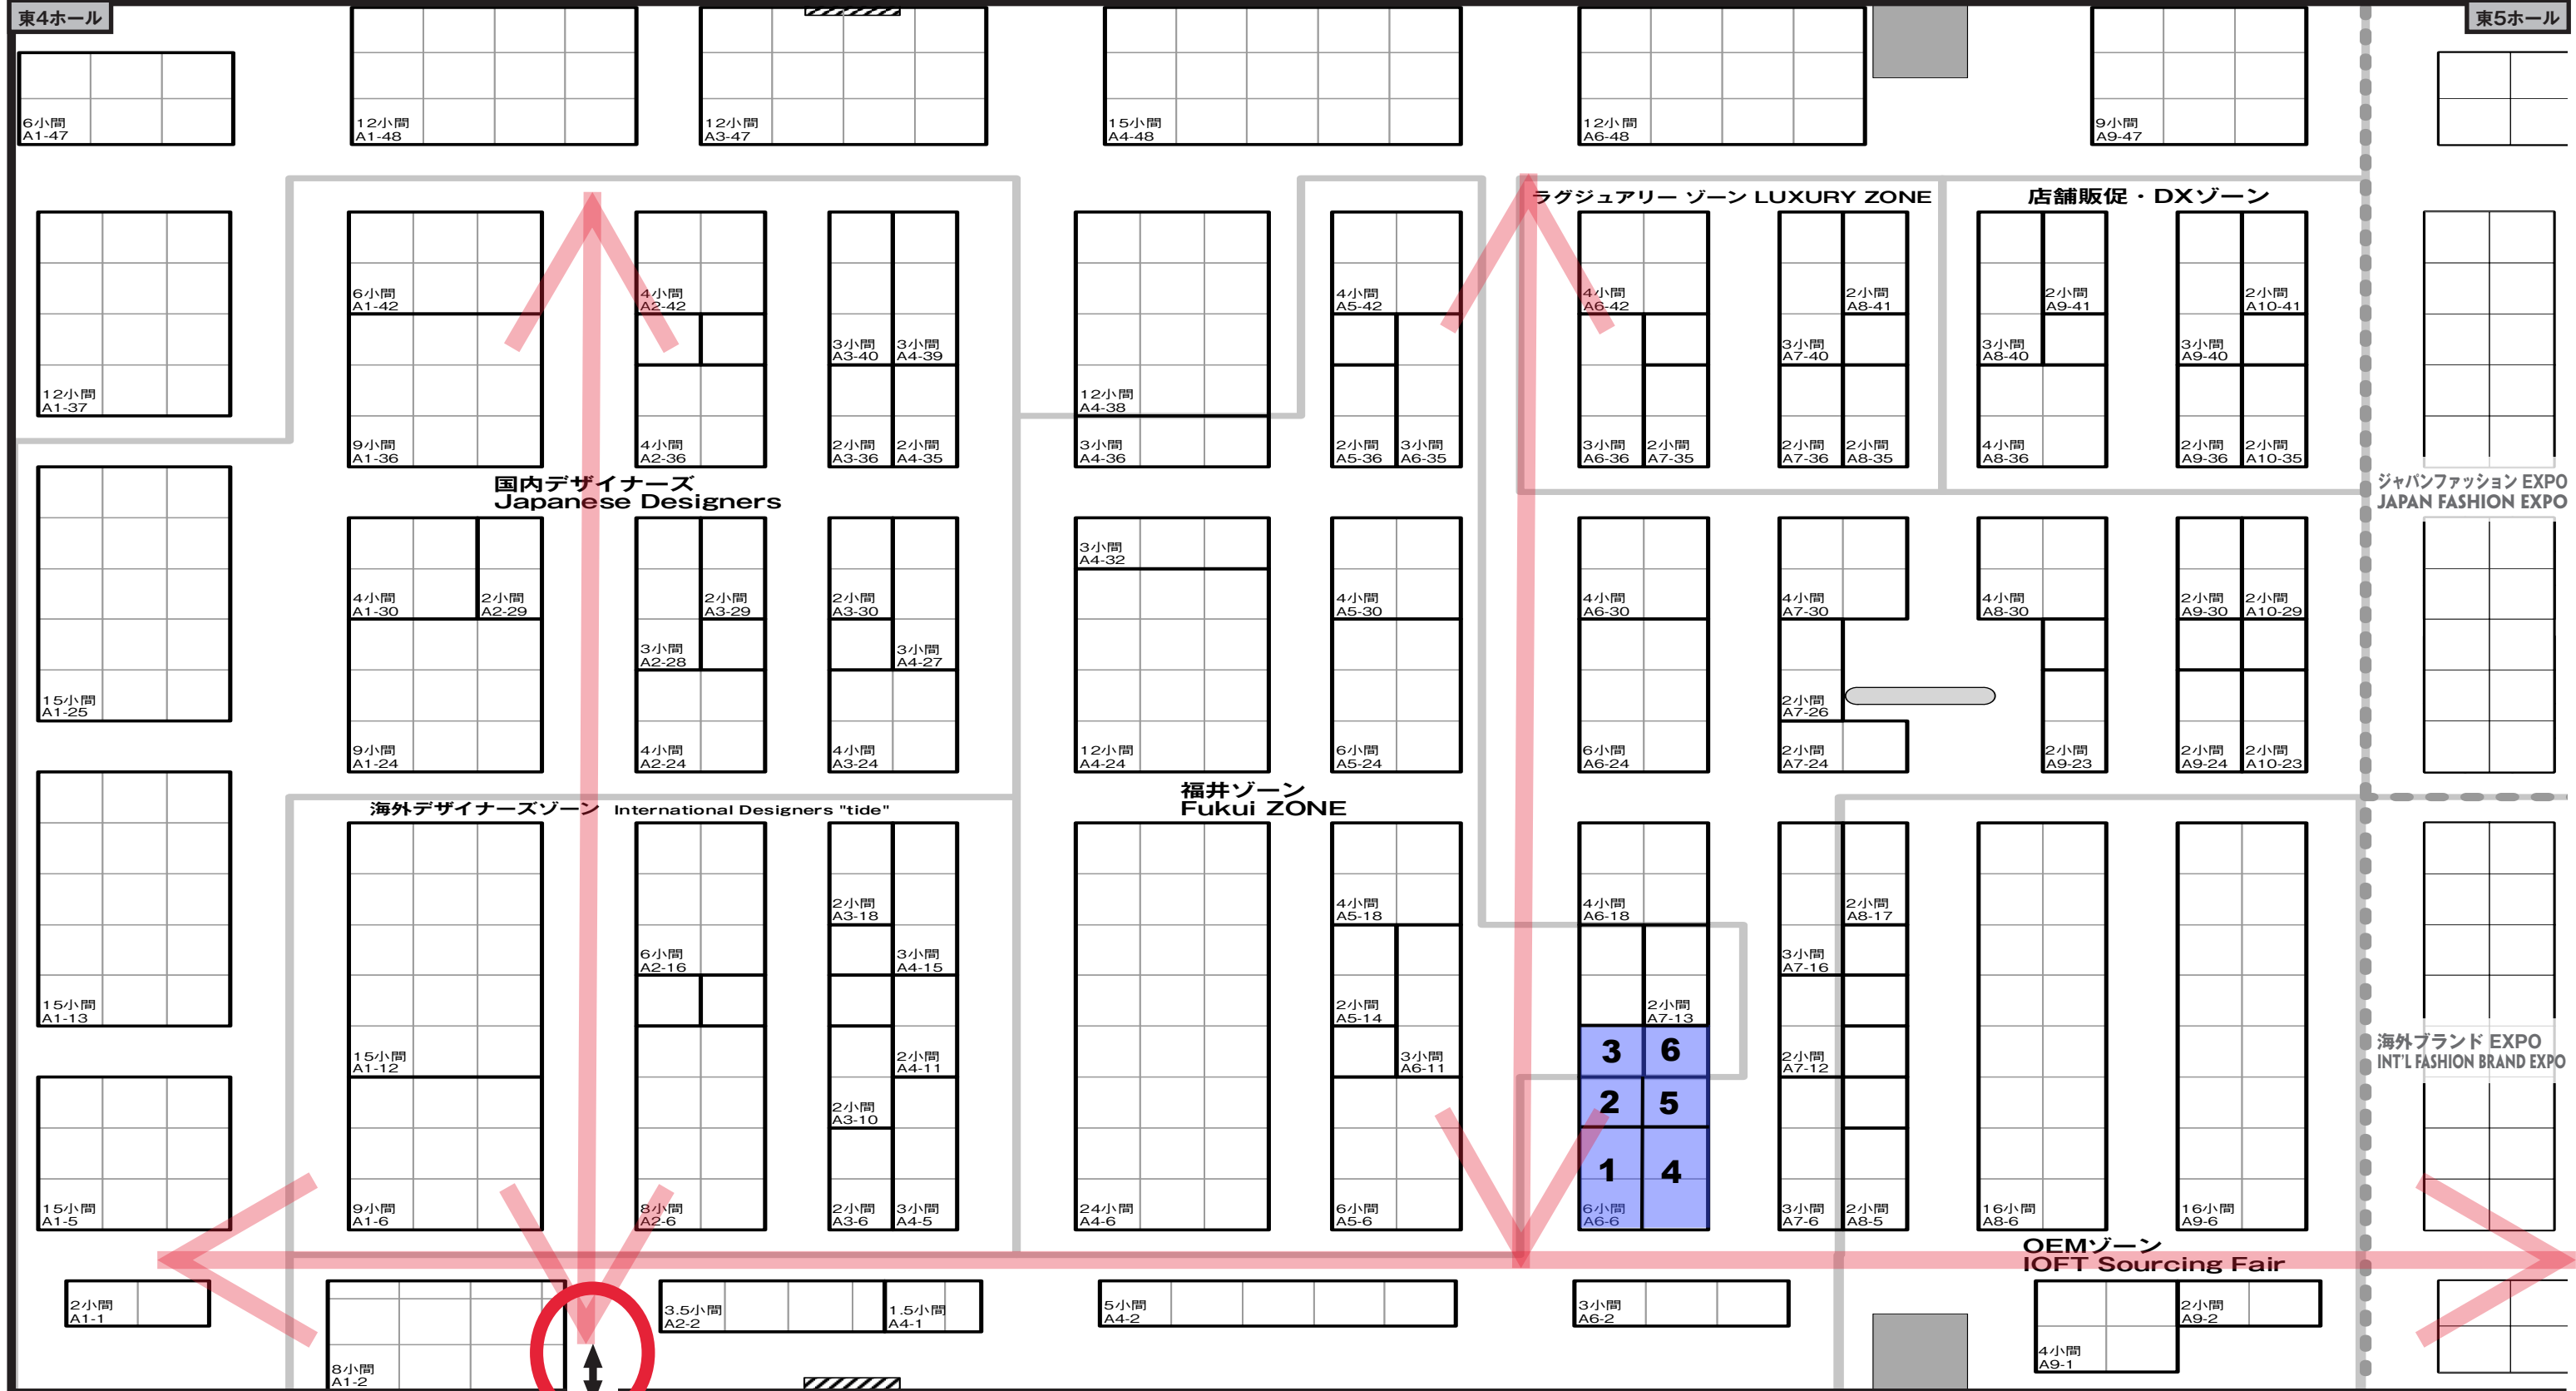 東4ホール
東5ホール
6小間
A1-47
12小間
A1-48
12小間
A3-47
15小間
A4-48
12小間
A6-48
9小間
A9-47
ラグジュアリー ゾーン LUXURY ZONE
店舗販促・DXゾーン
12小間
A1-37
6小間
A1-42
4小間
A2-42
3小間
A3-40
3小間
A4-39
12小間
A4-38
4小間
A5-42
4小間
A6-42
3小間
A7-40
2小間
A8-41
3小間
A8-40
2小間
A9-41
3小間
A9-40
2小間
A10-41
9小間
A1-36
4小間
A2-36
2小間
A3-36
2小間
A4-35
3小間
A4-36
2小間
A5-36
3小間
A6-35
3小間
A6-36
2小間
A7-35
2小間
A7-36
2小間
A8-35
4小間
A8-36
2小間
A9-36
2小間
A10-35
国内デザイナーズ
Japanese Designers
ジャパンファッション EXPO
JAPAN FASHION EXPO
15小間
A1-25
4小間
A1-30
2小間
A2-29
3小間
A2-28
2小間
A3-29
2小間
A3-30
3小間
A4-27
3小間
A4-32
4小間
A5-30
4小間
A6-30
4小間
A7-30
2小間
A7-26
4小間
A8-30
2小間
A9-30
2小間
A10-29
9小間
A1-24
4小間
A2-24
4小間
A3-24
12小間
A4-24
6小間
A5-24
6小間
A6-24
2小間
A7-24
2小間
A9-23
2小間
A9-24
2小間
A10-23
海外デザイナーズゾーン International Designers "tide"
福井ゾーン
Fukui ZONE
15小間
A1-13
15小間
A1-12
6小間
A2-16
2小間
A3-18
3小間
A4-15
2小間
A4-11
2小間
A3-10
4小間
A5-18
2小間
A5-14
3小間
A6-11
4小間
A6-18
2小間
A7-13
3小間
A7-16
2小間
A8-17
2小間
A7-12
3
6
2
5
1
4
海外ブランド EXPO
INT'L FASHION BRAND EXPO
15小間
A1-5
9小間
A1-6
8小間
A2-6
2小間
A3-6
3小間
A4-5
24小間
A4-6
6小間
A5-6
6小間
A6-6
3小間
A7-6
2小間
A8-5
16小間
A8-6
16小間
A9-6
OEMゾーン
IOFT Sourcing Fair
2小間
A1-1
8小間
A1-2
3.5小間
A2-2
1.5小間
A4-1
5小間
A4-2
3小間
A6-2
4小間
A9-1
2小間
A9-2